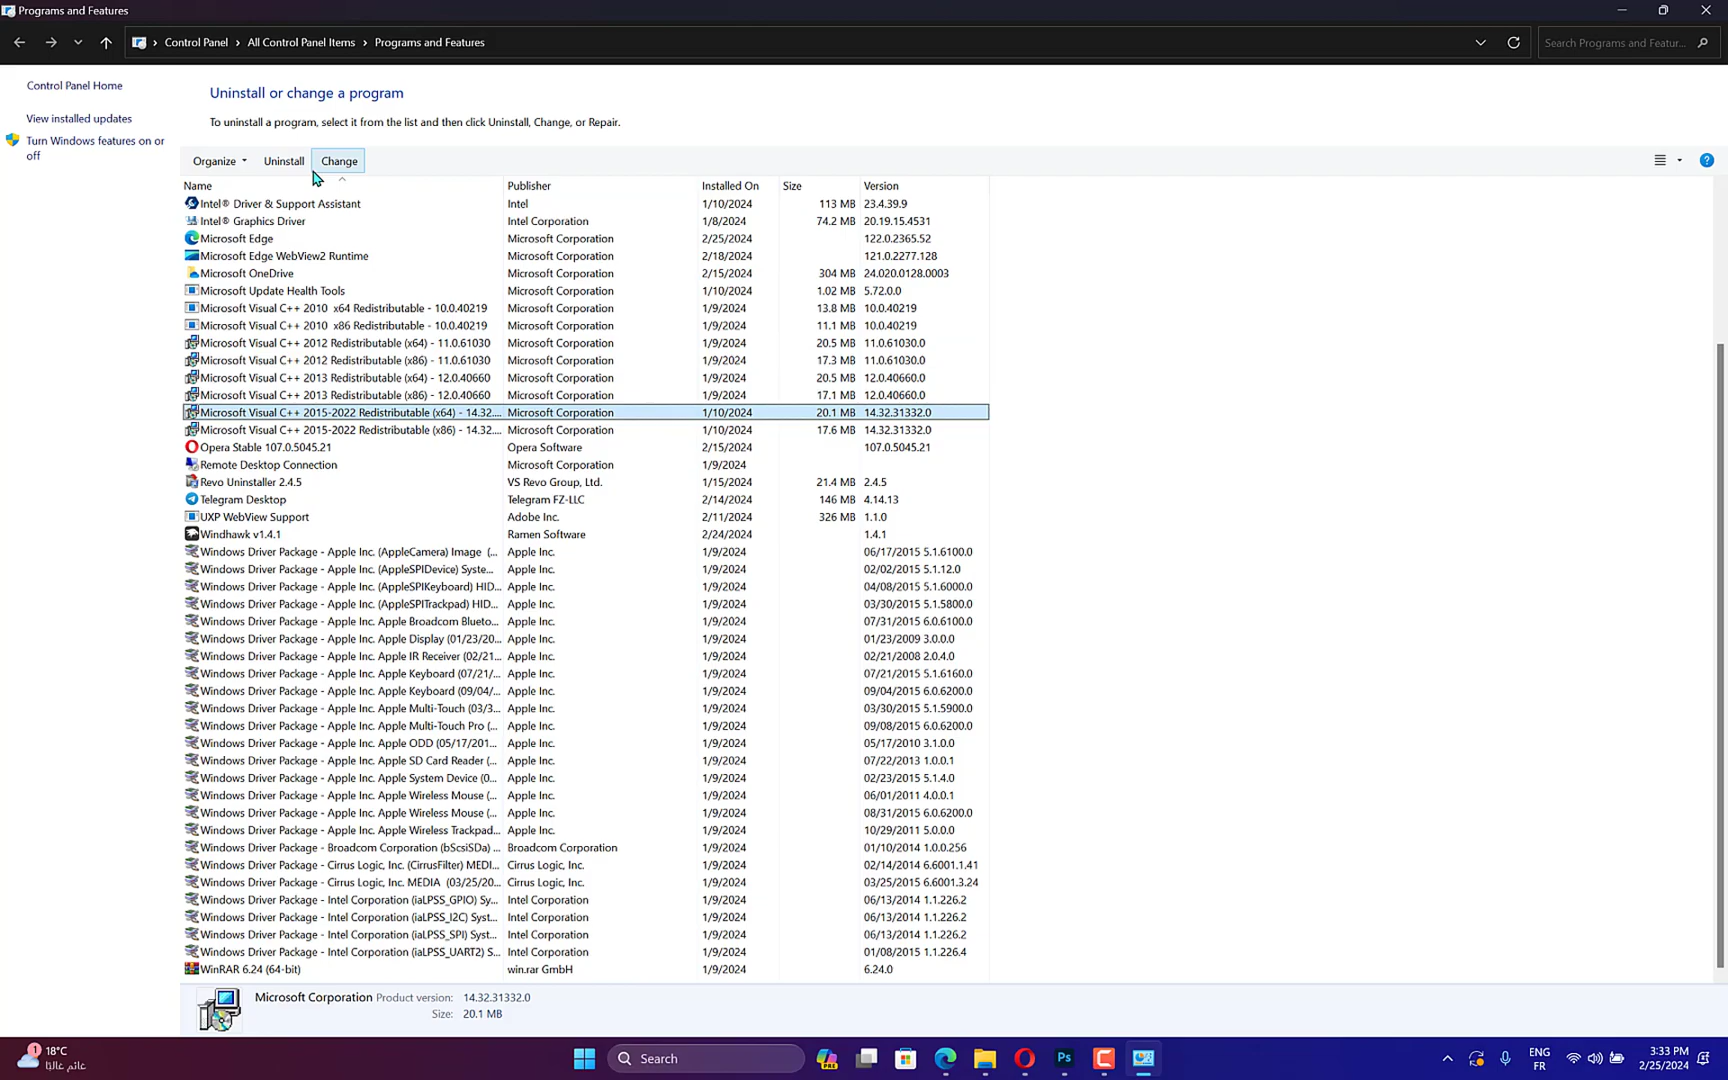 Programs and Features
Control Panel > All Control Panel Items > Programs and Features
Search Programs and Featur...
Control Panel Home
View installed updates
Turn Windows features on or
off
Uninstall or change a program
To uninstall a program, select it from the list and then click Uninstall, Change, or Repair.
Organize Uninstall Change
Name Publisher Installed On Size Version
Intel® Driver & Support Assistant Intel 1/10/2024 113 MB 23.4.39.9
Intel® Graphics Driver Intel Corporation 1/8/2024 74.2 MB 20.19.15.4531
Microsoft Edge Microsoft Corporation 2/25/2024 122.0.2365.52
Microsoft Edge WebView2 Runtime Microsoft Corporation 2/18/2024 121.0.2277.128
Microsoft OneDrive Microsoft Corporation 2/15/2024 304 MB 24.020.0128.0003
Microsoft Update Health Tools Microsoft Corporation 1/10/2024 1.02 MB 5.72.0.0
Microsoft Visual C++ 2010 x64 Redistributable - 10.0.40219 Microsoft Corporation 1/9/2024 13.8 MB 10.0.40219
Microsoft Visual C++ 2010 x86 Redistributable - 10.0.40219 Microsoft Corporation 1/9/2024 11.1 MB 10.0.40219
Microsoft Visual C++ 2012 Redistributable (x64) - 11.0.61030 Microsoft Corporation 1/9/2024 20.5 MB 11.0.61030.0
Microsoft Visual C++ 2012 Redistributable (x86) - 11.0.61030 Microsoft Corporation 1/9/2024 17.3 MB 11.0.61030.0
Microsoft Visual C++ 2013 Redistributable (x64) - 12.0.40660 Microsoft Corporation 1/9/2024 20.5 MB 12.0.40660.0
Microsoft Visual C++ 2013 Redistributable (x86) - 12.0.40660 Microsoft Corporation 1/9/2024 17.1 MB 12.0.40660.0
Microsoft Visual C++ 2015-2022 Redistributable (x64) - 14.32.... Microsoft Corporation 1/10/2024 20.1 MB 14.32.31332.0
Microsoft Visual C++ 2015-2022 Redistributable (x86) - 14.32.... Microsoft Corporation 1/10/2024 17.6 MB 14.32.31332.0
Opera Stable 107.0.5045.21 Opera Software 2/15/2024 107.0.5045.21
Remote Desktop Connection Microsoft Corporation 1/9/2024
Revo Uninstaller 2.4.5 VS Revo Group, Ltd. 1/15/2024 21.4 MB 2.4.5
Telegram Desktop Telegram FZ-LLC 2/14/2024 146 MB 4.14.13
UXP WebView Support Adobe Inc. 2/11/2024 326 MB 1.1.0
Windhawk v1.4.1 Ramen Software 2/24/2024 1.4.1
Windows Driver Package - Apple Inc. (AppleCamera) Image (... Apple Inc. 1/9/2024 06/17/2015 5.1.6100.0
Windows Driver Package - Apple Inc. (AppleSPIDevice) Syste... Apple Inc. 1/9/2024 02/02/2015 5.1.12.0
Windows Driver Package - Apple Inc. (AppleSPIKeyboard) HID... Apple Inc. 1/9/2024 04/08/2015 5.1.6000.0
Windows Driver Package - Apple Inc. (AppleSPITrackpad) HID... Apple Inc. 1/9/2024 03/30/2015 5.1.5800.0
Windows Driver Package - Apple Inc. Apple Broadcom Blueto... Apple Inc. 1/9/2024 07/31/2015 6.0.6100.0
Windows Driver Package - Apple Inc. Apple Display (01/23/20... Apple Inc. 1/9/2024 01/23/2009 3.0.0.0
Windows Driver Package - Apple Inc. Apple IR Receiver (02/21... Apple Inc. 1/9/2024 02/21/2008 2.0.4.0
Windows Driver Package - Apple Inc. Apple Keyboard (07/21/... Apple Inc. 1/9/2024 07/21/2015 5.1.6160.0
Windows Driver Package - Apple Inc. Apple Keyboard (09/04/... Apple Inc. 1/9/2024 09/04/2015 6.0.6200.0
Windows Driver Package - Apple Inc. Apple Multi-Touch (03/3... Apple Inc. 1/9/2024 03/30/2015 5.1.5900.0
Windows Driver Package - Apple Inc. Apple Multi-Touch Pro (... Apple Inc. 1/9/2024 09/08/2015 6.0.6200.0
Windows Driver Package - Apple Inc. Apple ODD (05/17/201... Apple Inc. 1/9/2024 05/17/2010 3.1.0.0
Windows Driver Package - Apple Inc. Apple SD Card Reader (... Apple Inc. 1/9/2024 07/22/2013 1.0.0.1
Windows Driver Package - Apple Inc. Apple System Device (0... Apple Inc. 1/9/2024 02/23/2015 5.1.4.0
Windows Driver Package - Apple Inc. Apple Wireless Mouse (... Apple Inc. 1/9/2024 06/01/2011 4.0.0.1
Windows Driver Package - Apple Inc. Apple Wireless Mouse (... Apple Inc. 1/9/2024 08/31/2015 6.0.6200.0
Windows Driver Package - Apple Inc. Apple Wireless Trackpad... Apple Inc. 1/9/2024 10/29/2011 5.0.0.0
Windows Driver Package - Broadcom Corporation (bScsiSDa) ... Broadcom Corporation 1/9/2024 01/10/2014 1.0.0.256
Windows Driver Package - Cirrus Logic, Inc. (CirrusFilter) MEDI... Cirrus Logic, Inc. 1/9/2024 02/14/2014 6.6001.1.41
Windows Driver Package - Cirrus Logic, Inc. MEDIA (03/25/20... Cirrus Logic, Inc. 1/9/2024 03/25/2015 6.6001.3.24
Windows Driver Package - Intel Corporation (iaLPSS_GPIO) Sy... Intel Corporation 1/9/2024 06/13/2014 1.1.226.2
Windows Driver Package - Intel Corporation (iaLPSS_I2C) Syst... Intel Corporation 1/9/2024 06/13/2014 1.1.226.2
Windows Driver Package - Intel Corporation (iaLPSS_SPI) Syst... Intel Corporation 1/9/2024 06/13/2014 1.1.226.2
Windows Driver Package - Intel Corporation (iaLPSS_UART2) S... Intel Corporation 1/9/2024 01/08/2015 1.1.226.4
WinRAR 6.24 (64-bit) win.rar GmbH 1/9/2024 6.24.0
Microsoft Corporation Product version: 14.32.31332.0
Size: 20.1 MB
1 18°C
غائم غالبًا
Search
PRE
Ps
ENG
FR
3:33 PM
2/25/2024